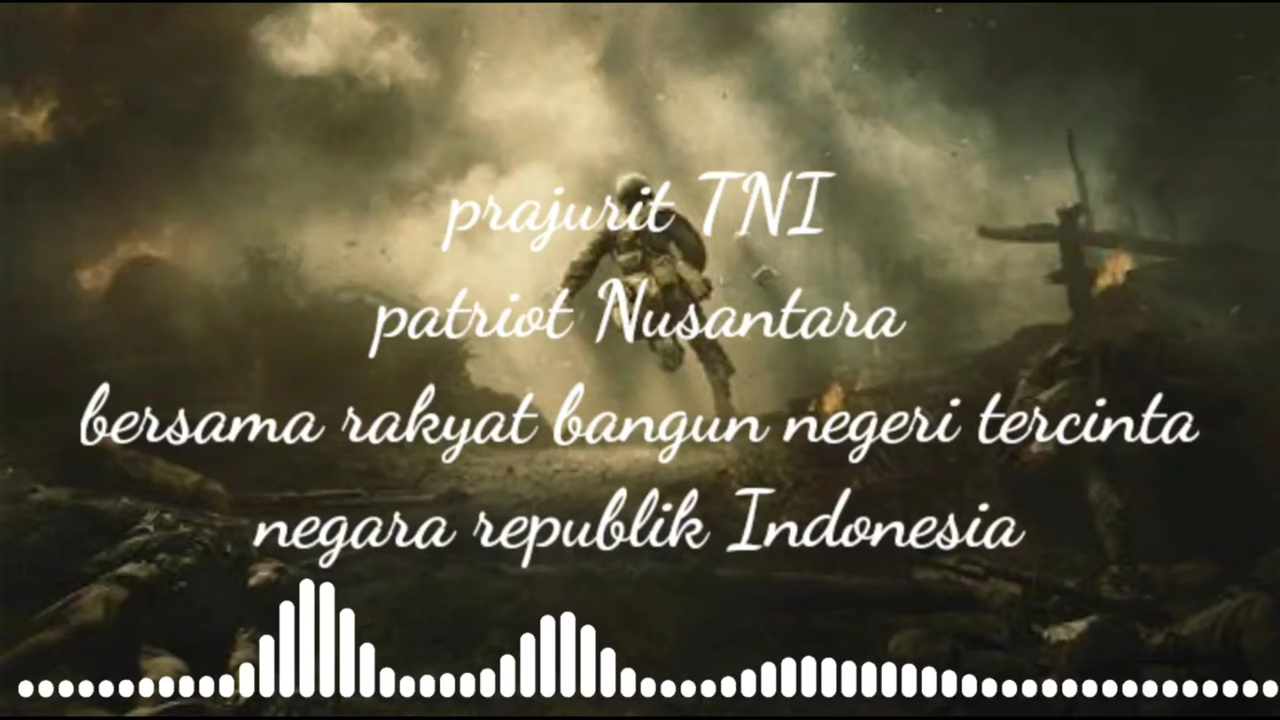 prajurit TNI
patriot Nusantara
bersama rakyat bangun negeri tercinta
negara republik Indonesia